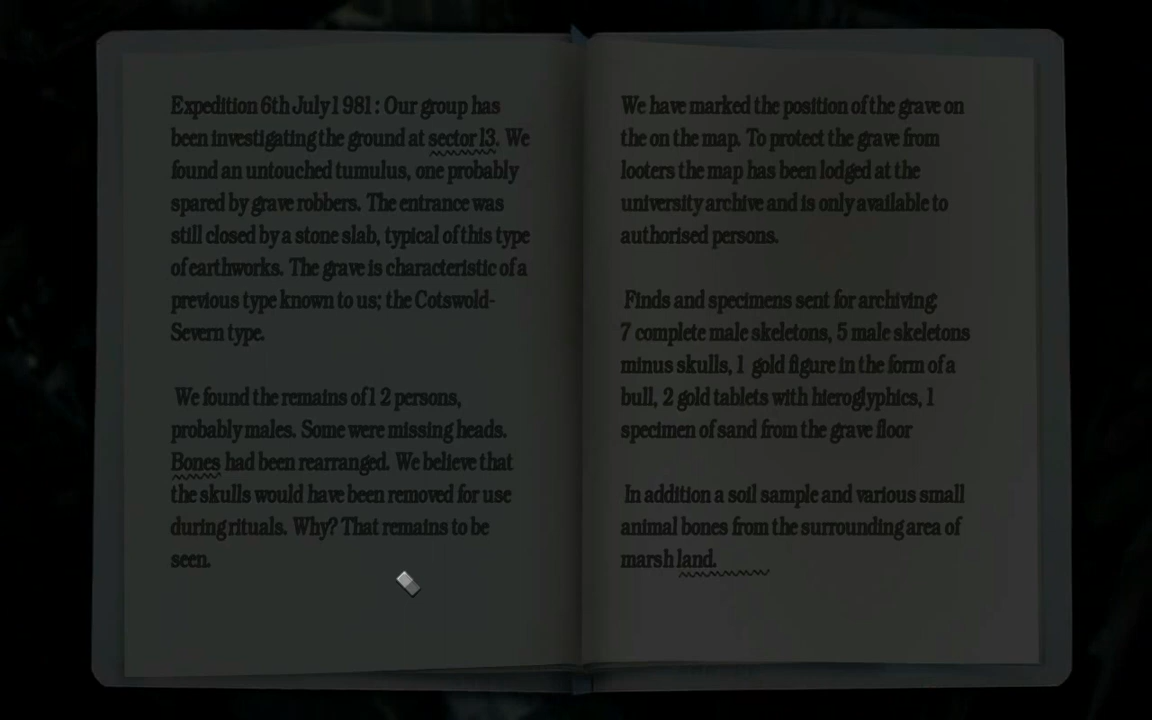 Expedition 6th July 1981: Our group has
been investigating the ground at sector 13. We
found an untouched tumulus, one probably
spared by grave robbers. The entrance was
still closed by a stone slab, typical of this type
of earthworks. The grave is characteristic of a
previous type known to us; the Cotswold-
Severn type.
We found the remains of 12 persons,
probably males. Some were missing heads.
Bones had been rearranged. We believe that
the skulls would have been removed for use
during rituals. Why? That remains to be
seen.
We have marked the position of the grave on
the on the map. To protect the grave from
looters the map has been lodged at the
university archive and is only available to
authorised persons.
Finds and specimens sent for archiving:
7 complete male skeletons, 5 male skeletons
minus skulls, 1 gold figure in the form of a
bull, 2 gold tablets with hieroglyphics, 1
specimen of sand from the grave floor
In addition a soil sample and various small
animal bones from the surrounding area of
marsh land.